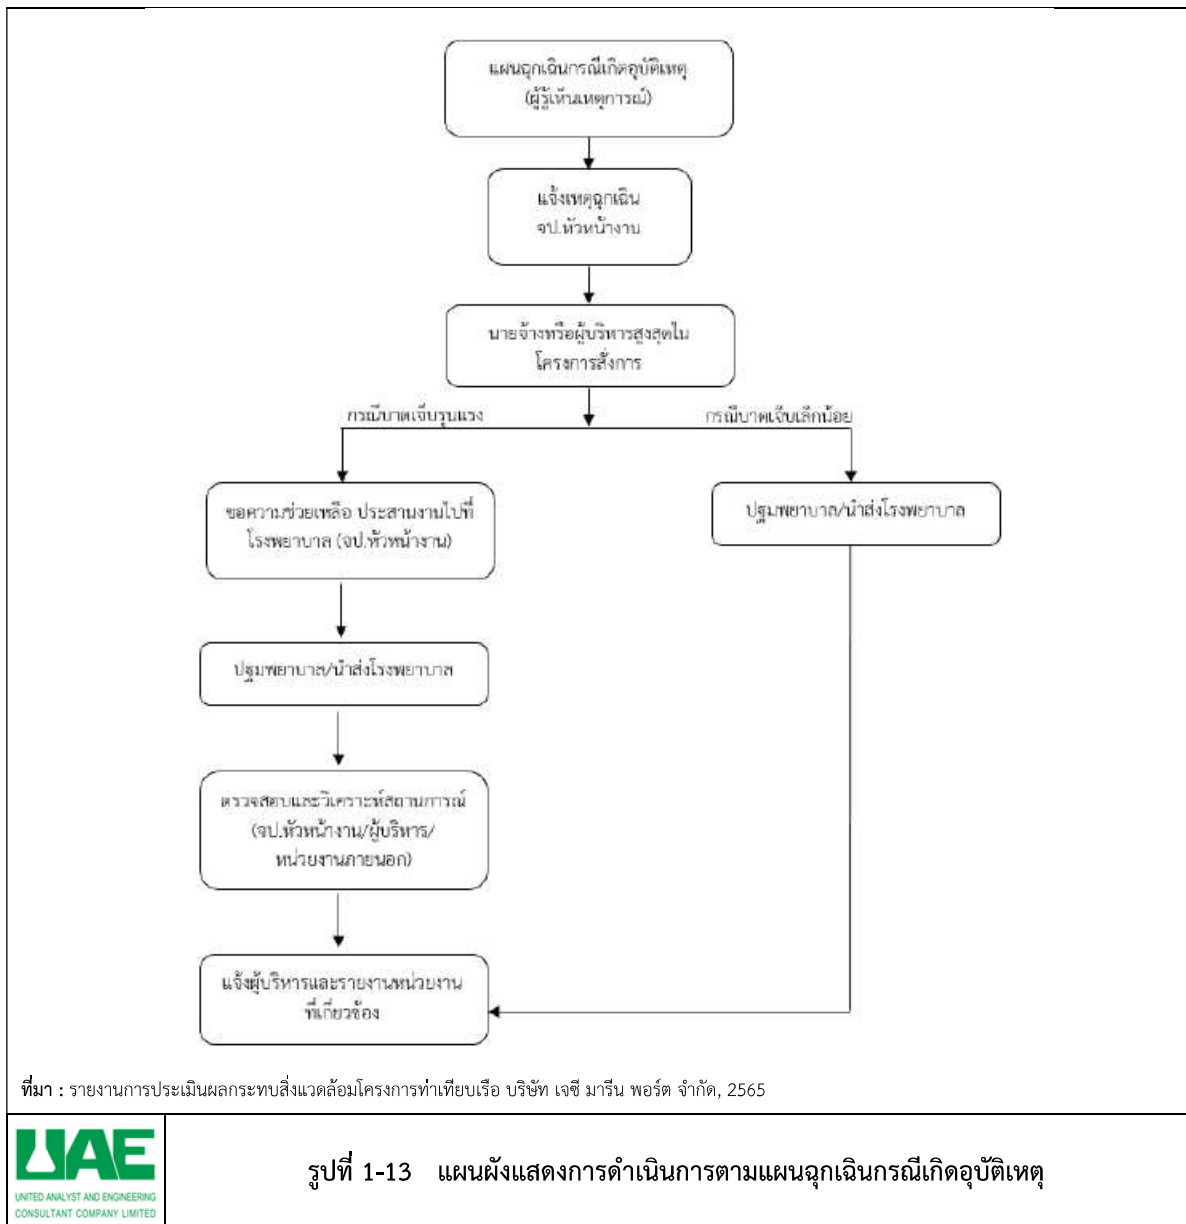 แผนฉุกเฉินกรณีเกิดอุบัติเหตุ
(ผู้รู้เห็นเหตุการณ์)
แจ้งเหตุฉุกเฉิน
จป.หัวหน้างาน
นายจ้างหรือผู้บริหารสูงสุดใน
โครงการสั่งการ
กรณีบาดเจ็บรุนแรง
กรณีบาดเจ็บเล็กน้อย
ขอความช่วยเหลือ ประสานงานไปที่
โรงพยาบาล (จป.หัวหน้างาน)
ปฐมพยาบาล/นำส่งโรงพยาบาล
ปฐมพยาบาล/นำส่งโรงพยาบาล
ตรวจสอบและวิเคราะห์สถานการณ์
(จป.หัวหน้างาน/ผู้บริหาร/
หน่วยงานภายนอก)
แจ้งผู้บริหารและรายงานหน่วยงาน
ที่เกี่ยวข้อง
ที่มา : รายงานการประเมินผลกระทบสิ่งแวดล้อมโครงการท่าเทียบเรือ บริษัท เจซี มารีน พอร์ต จำกัด, 2565
UAE
UNITED ANALYST AND ENGINEERING
CONSULTANT COMPANY LIMITED
รูปที่ 1-13 แผนผังแสดงการดำเนินการตามแผนฉุกเฉินกรณีเกิดอุบัติเหตุ